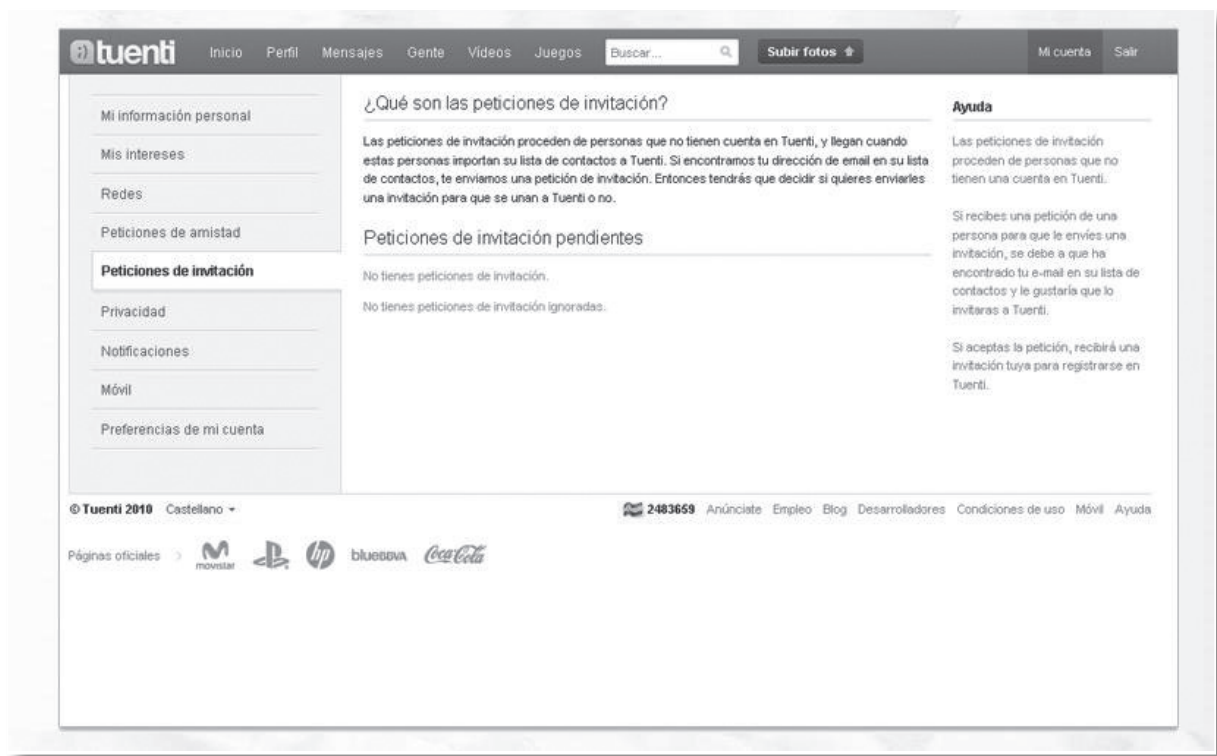 tuenti Inicio Perfil Mensajes Gente Vídeos Juegos Buscar... Subir fotos Mi cuenta Salir
Mi información personal
Mis intereses
Redes
Peticiones de amistad
Peticiones de invitación
Privacidad
Notificaciones
Móvil
Preferencias de mi cuenta
¿Qué son las peticiones de invitación?
Las peticiones de invitación proceden de personas que no tienen cuenta en Tuenti, y llegan cuando
estas personas importan su lista de contactos a Tuenti. Si encontramos tu dirección de email en su lista
de contactos, te enviamos una petición de invitación. Entonces tendrás que decidir si quieres enviarles
una invitación para que se unan a Tuenti o no.
Peticiones de invitación pendientes
No tienes peticiones de invitación.
No tienes peticiones de invitación ignoradas.
Ayuda
Las peticiones de invitación
proceden de personas que no
tienen una cuenta en Tuenti.
Si recibes una petición de una
persona para que le envíes una
invitación, se debe a que ha
encontrado tu e-mail en su lista de
contactos y le gustaría que lo
invitaras a Tuenti.
Si aceptas la petición, recibirá una
invitación tuya para registrarse en
Tuenti.
© Tuenti 2010 Castellano 2483659 Anúnciate Empleo Blog Desarrolladores Condiciones de uso Móvil Ayuda
Páginas oficiales movistar hp blueBBVA Coca-Cola